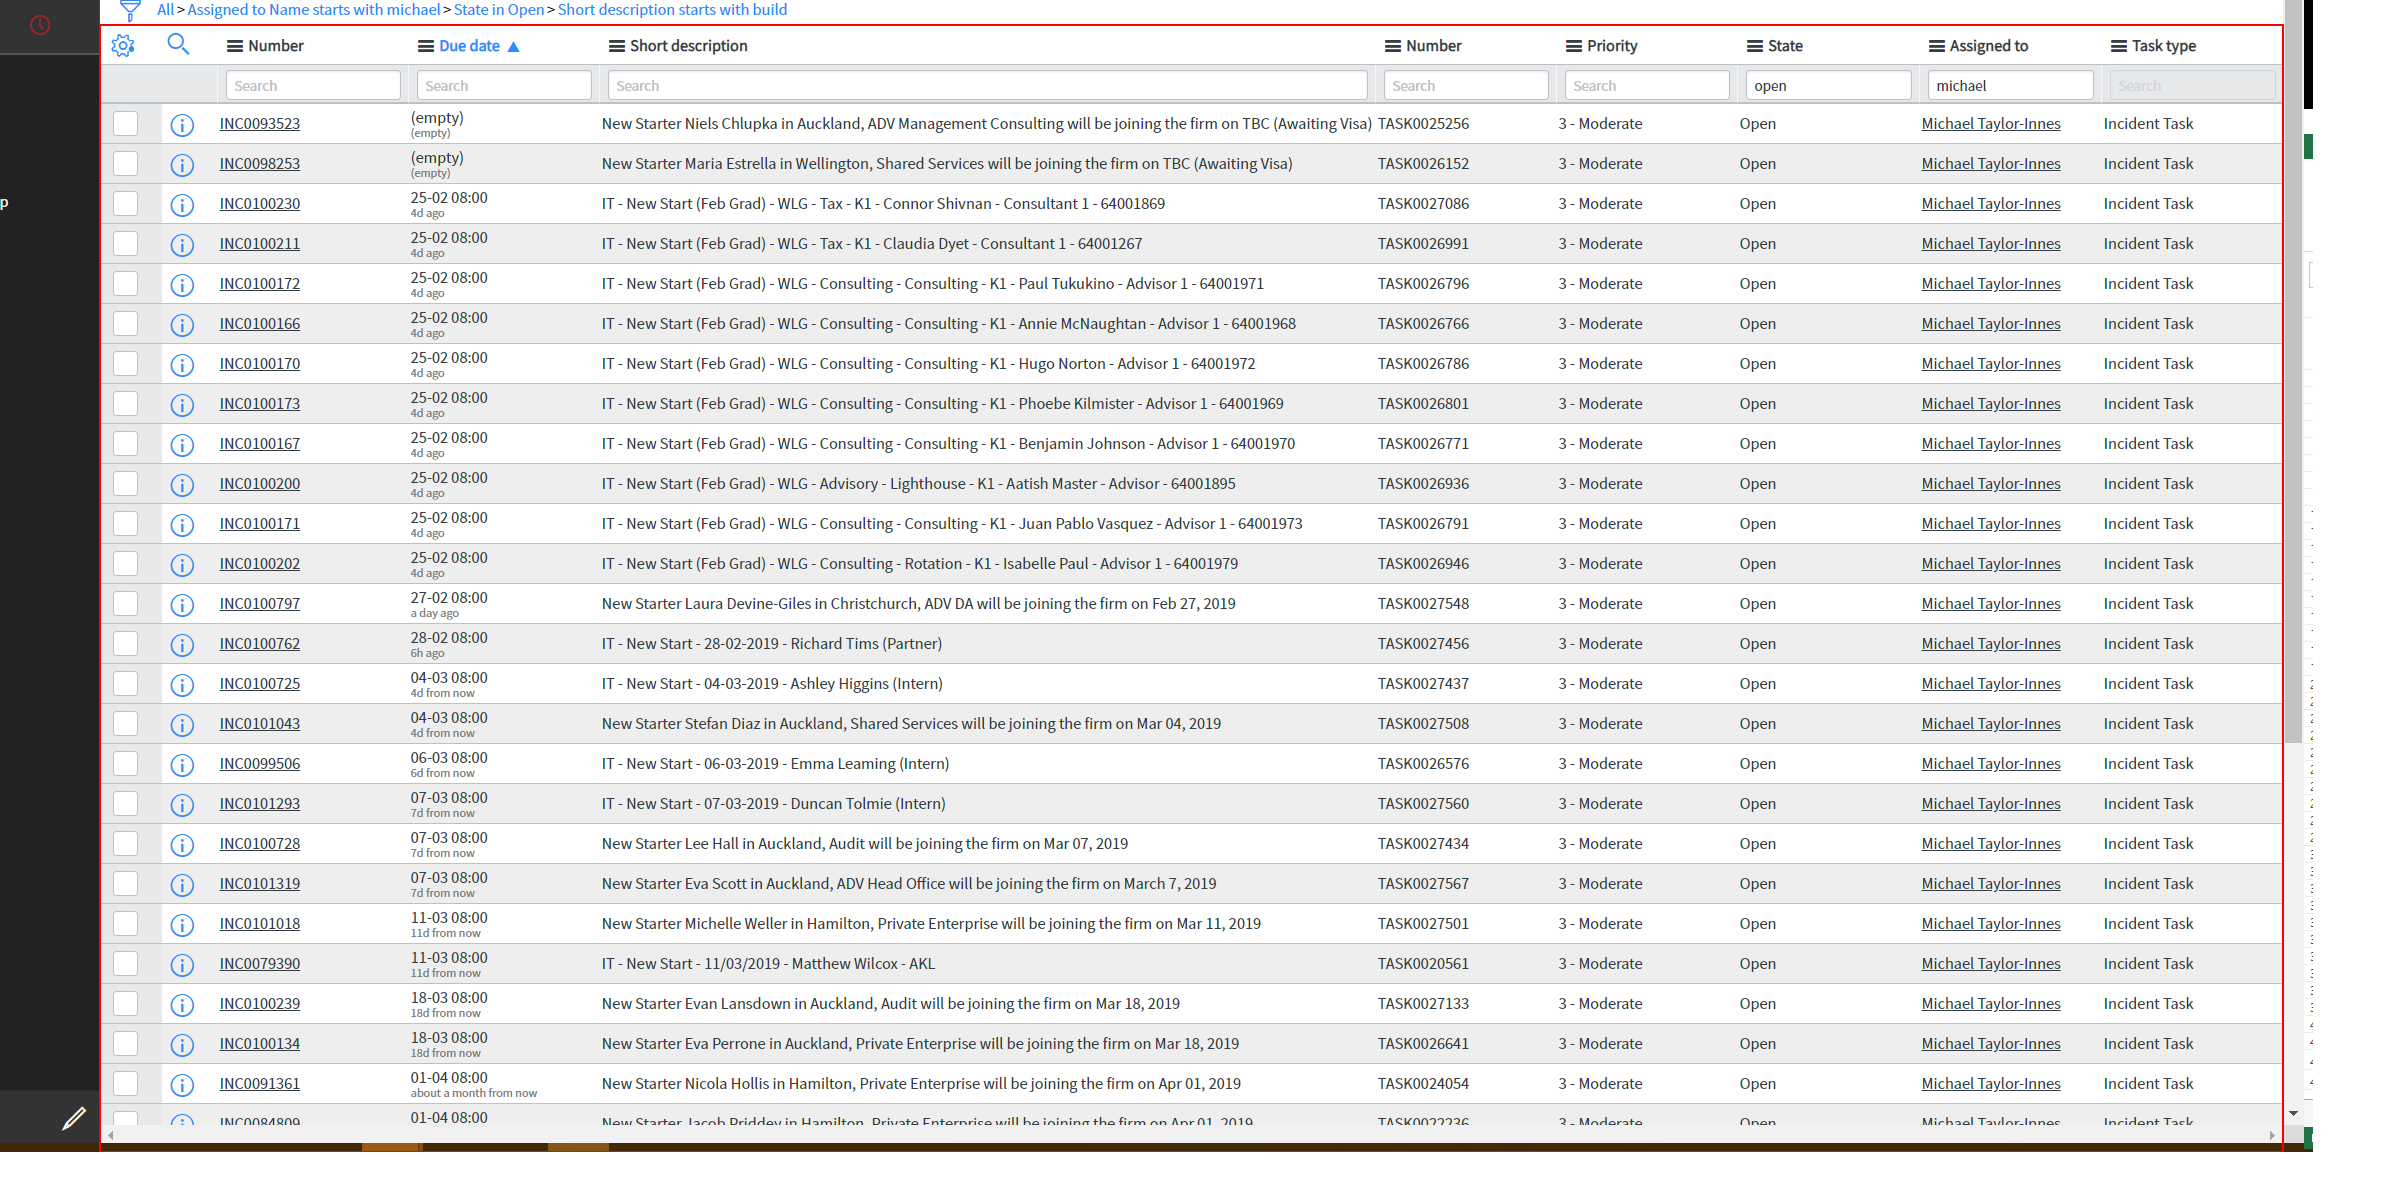 All > Assigned to Name starts with michael > State in Open > Short description starts with build
Number Due date ▲ Short description Number Priority State Assigned to Task type
Search Search Search Search Search open michael Search
INC0093523 (empty) New Starter Niels Chlupka in Auckland, ADV Management Consulting will be joining the firm on TBC (Awaiting Visa) TASK0025256 3 - Moderate Open Michael Taylor-Innes Incident Task
(empty)
INC0098253 (empty) New Starter Maria Estrella in Wellington, Shared Services will be joining the firm on TBC (Awaiting Visa) TASK0026152 3 - Moderate Open Michael Taylor-Innes Incident Task
(empty)
p
INC0100230 25-02 08:00 IT - New Start (Feb Grad) - WLG - Tax - K1 - Connor Shivnan - Consultant 1 - 64001869 TASK0027086 3 - Moderate Open Michael Taylor-Innes Incident Task
4d ago
INC0100211 25-02 08:00 IT - New Start (Feb Grad) - WLG - Tax - K1 - Claudia Dyet - Consultant 1 - 64001267 TASK0026991 3 - Moderate Open Michael Taylor-Innes Incident Task
4d ago
INC0100172 25-02 08:00 IT - New Start (Feb Grad) - WLG - Consulting - Consulting - K1 - Paul Tukukino - Advisor 1 - 64001971 TASK0026796 3 - Moderate Open Michael Taylor-Innes Incident Task
4d ago
INC0100166 25-02 08:00 IT - New Start (Feb Grad) - WLG - Consulting - Consulting - K1 - Annie McNaughtan - Advisor 1 - 64001968 TASK0026766 3 - Moderate Open Michael Taylor-Innes Incident Task
4d ago
INC0100170 25-02 08:00 IT - New Start (Feb Grad) - WLG - Consulting - Consulting - K1 - Hugo Norton - Advisor 1 - 64001972 TASK0026786 3 - Moderate Open Michael Taylor-Innes Incident Task
4d ago
INC0100173 25-02 08:00 IT - New Start (Feb Grad) - WLG - Consulting - Consulting - K1 - Phoebe Kilmister - Advisor 1 - 64001969 TASK0026801 3 - Moderate Open Michael Taylor-Innes Incident Task
4d ago
INC0100167 25-02 08:00 IT - New Start (Feb Grad) - WLG - Consulting - Consulting - K1 - Benjamin Johnson - Advisor 1 - 64001970 TASK0026771 3 - Moderate Open Michael Taylor-Innes Incident Task
4d ago
INC0100200 25-02 08:00 IT - New Start (Feb Grad) - WLG - Advisory - Lighthouse - K1 - Aatish Master - Advisor - 64001895 TASK0026936 3 - Moderate Open Michael Taylor-Innes Incident Task
4d ago
INC0100171 25-02 08:00 IT - New Start (Feb Grad) - WLG - Consulting - Consulting - K1 - Juan Pablo Vasquez - Advisor 1 - 64001973 TASK0026791 3 - Moderate Open Michael Taylor-Innes Incident Task
4d ago
INC0100202 25-02 08:00 IT - New Start (Feb Grad) - WLG - Consulting - Rotation - K1 - Isabelle Paul - Advisor 1 - 64001979 TASK0026946 3 - Moderate Open Michael Taylor-Innes Incident Task
4d ago
INC0100797 27-02 08:00 New Starter Laura Devine-Giles in Christchurch, ADV DA will be joining the firm on Feb 27, 2019 TASK0027548 3 - Moderate Open Michael Taylor-Innes Incident Task
a day ago
INC0100762 28-02 08:00 IT - New Start - 28-02-2019 - Richard Tims (Partner) TASK0027456 3 - Moderate Open Michael Taylor-Innes Incident Task
6h ago
INC0100725 04-03 08:00 IT - New Start - 04-03-2019 - Ashley Higgins (Intern) TASK0027437 3 - Moderate Open Michael Taylor-Innes Incident Task
4d from now
INC0101043 04-03 08:00 New Starter Stefan Diaz in Auckland, Shared Services will be joining the firm on Mar 04, 2019 TASK0027508 3 - Moderate Open Michael Taylor-Innes Incident Task
4d from now
INC0099506 06-03 08:00 IT - New Start - 06-03-2019 - Emma Leaming (Intern) TASK0026576 3 - Moderate Open Michael Taylor-Innes Incident Task
6d from now
INC0101293 07-03 08:00 IT - New Start - 07-03-2019 - Duncan Tolmie (Intern) TASK0027560 3 - Moderate Open Michael Taylor-Innes Incident Task
7d from now
INC0100728 07-03 08:00 New Starter Lee Hall in Auckland, Audit will be joining the firm on Mar 07, 2019 TASK0027434 3 - Moderate Open Michael Taylor-Innes Incident Task
7d from now
INC0101319 07-03 08:00 New Starter Eva Scott in Auckland, ADV Head Office will be joining the firm on March 7, 2019 TASK0027567 3 - Moderate Open Michael Taylor-Innes Incident Task
7d from now
INC0101018 11-03 08:00 New Starter Michelle Weller in Hamilton, Private Enterprise will be joining the firm on Mar 11, 2019 TASK0027501 3 - Moderate Open Michael Taylor-Innes Incident Task
11d from now
INC0079390 11-03 08:00 IT - New Start - 11/03/2019 - Matthew Wilcox - AKL TASK0020561 3 - Moderate Open Michael Taylor-Innes Incident Task
11d from now
INC0100239 18-03 08:00 New Starter Evan Lansdown in Auckland, Audit will be joining the firm on Mar 18, 2019 TASK0027133 3 - Moderate Open Michael Taylor-Innes Incident Task
18d from now
INC0100134 18-03 08:00 New Starter Eva Perrone in Auckland, Private Enterprise will be joining the firm on Mar 18, 2019 TASK0026641 3 - Moderate Open Michael Taylor-Innes Incident Task
18d from now
INC0091361 01-04 08:00 New Starter Nicola Hollis in Hamilton, Private Enterprise will be joining the firm on Apr 01, 2019 TASK0024054 3 - Moderate Open Michael Taylor-Innes Incident Task
about a month from now
INC0084809 01-04 08:00 New Starter Jacob Priddey in Hamilton, Private Enterprise will be joining the firm on Apr 01, 2019 TASK0022236 3 - Moderate Open Michael Taylor-Innes Incident Task